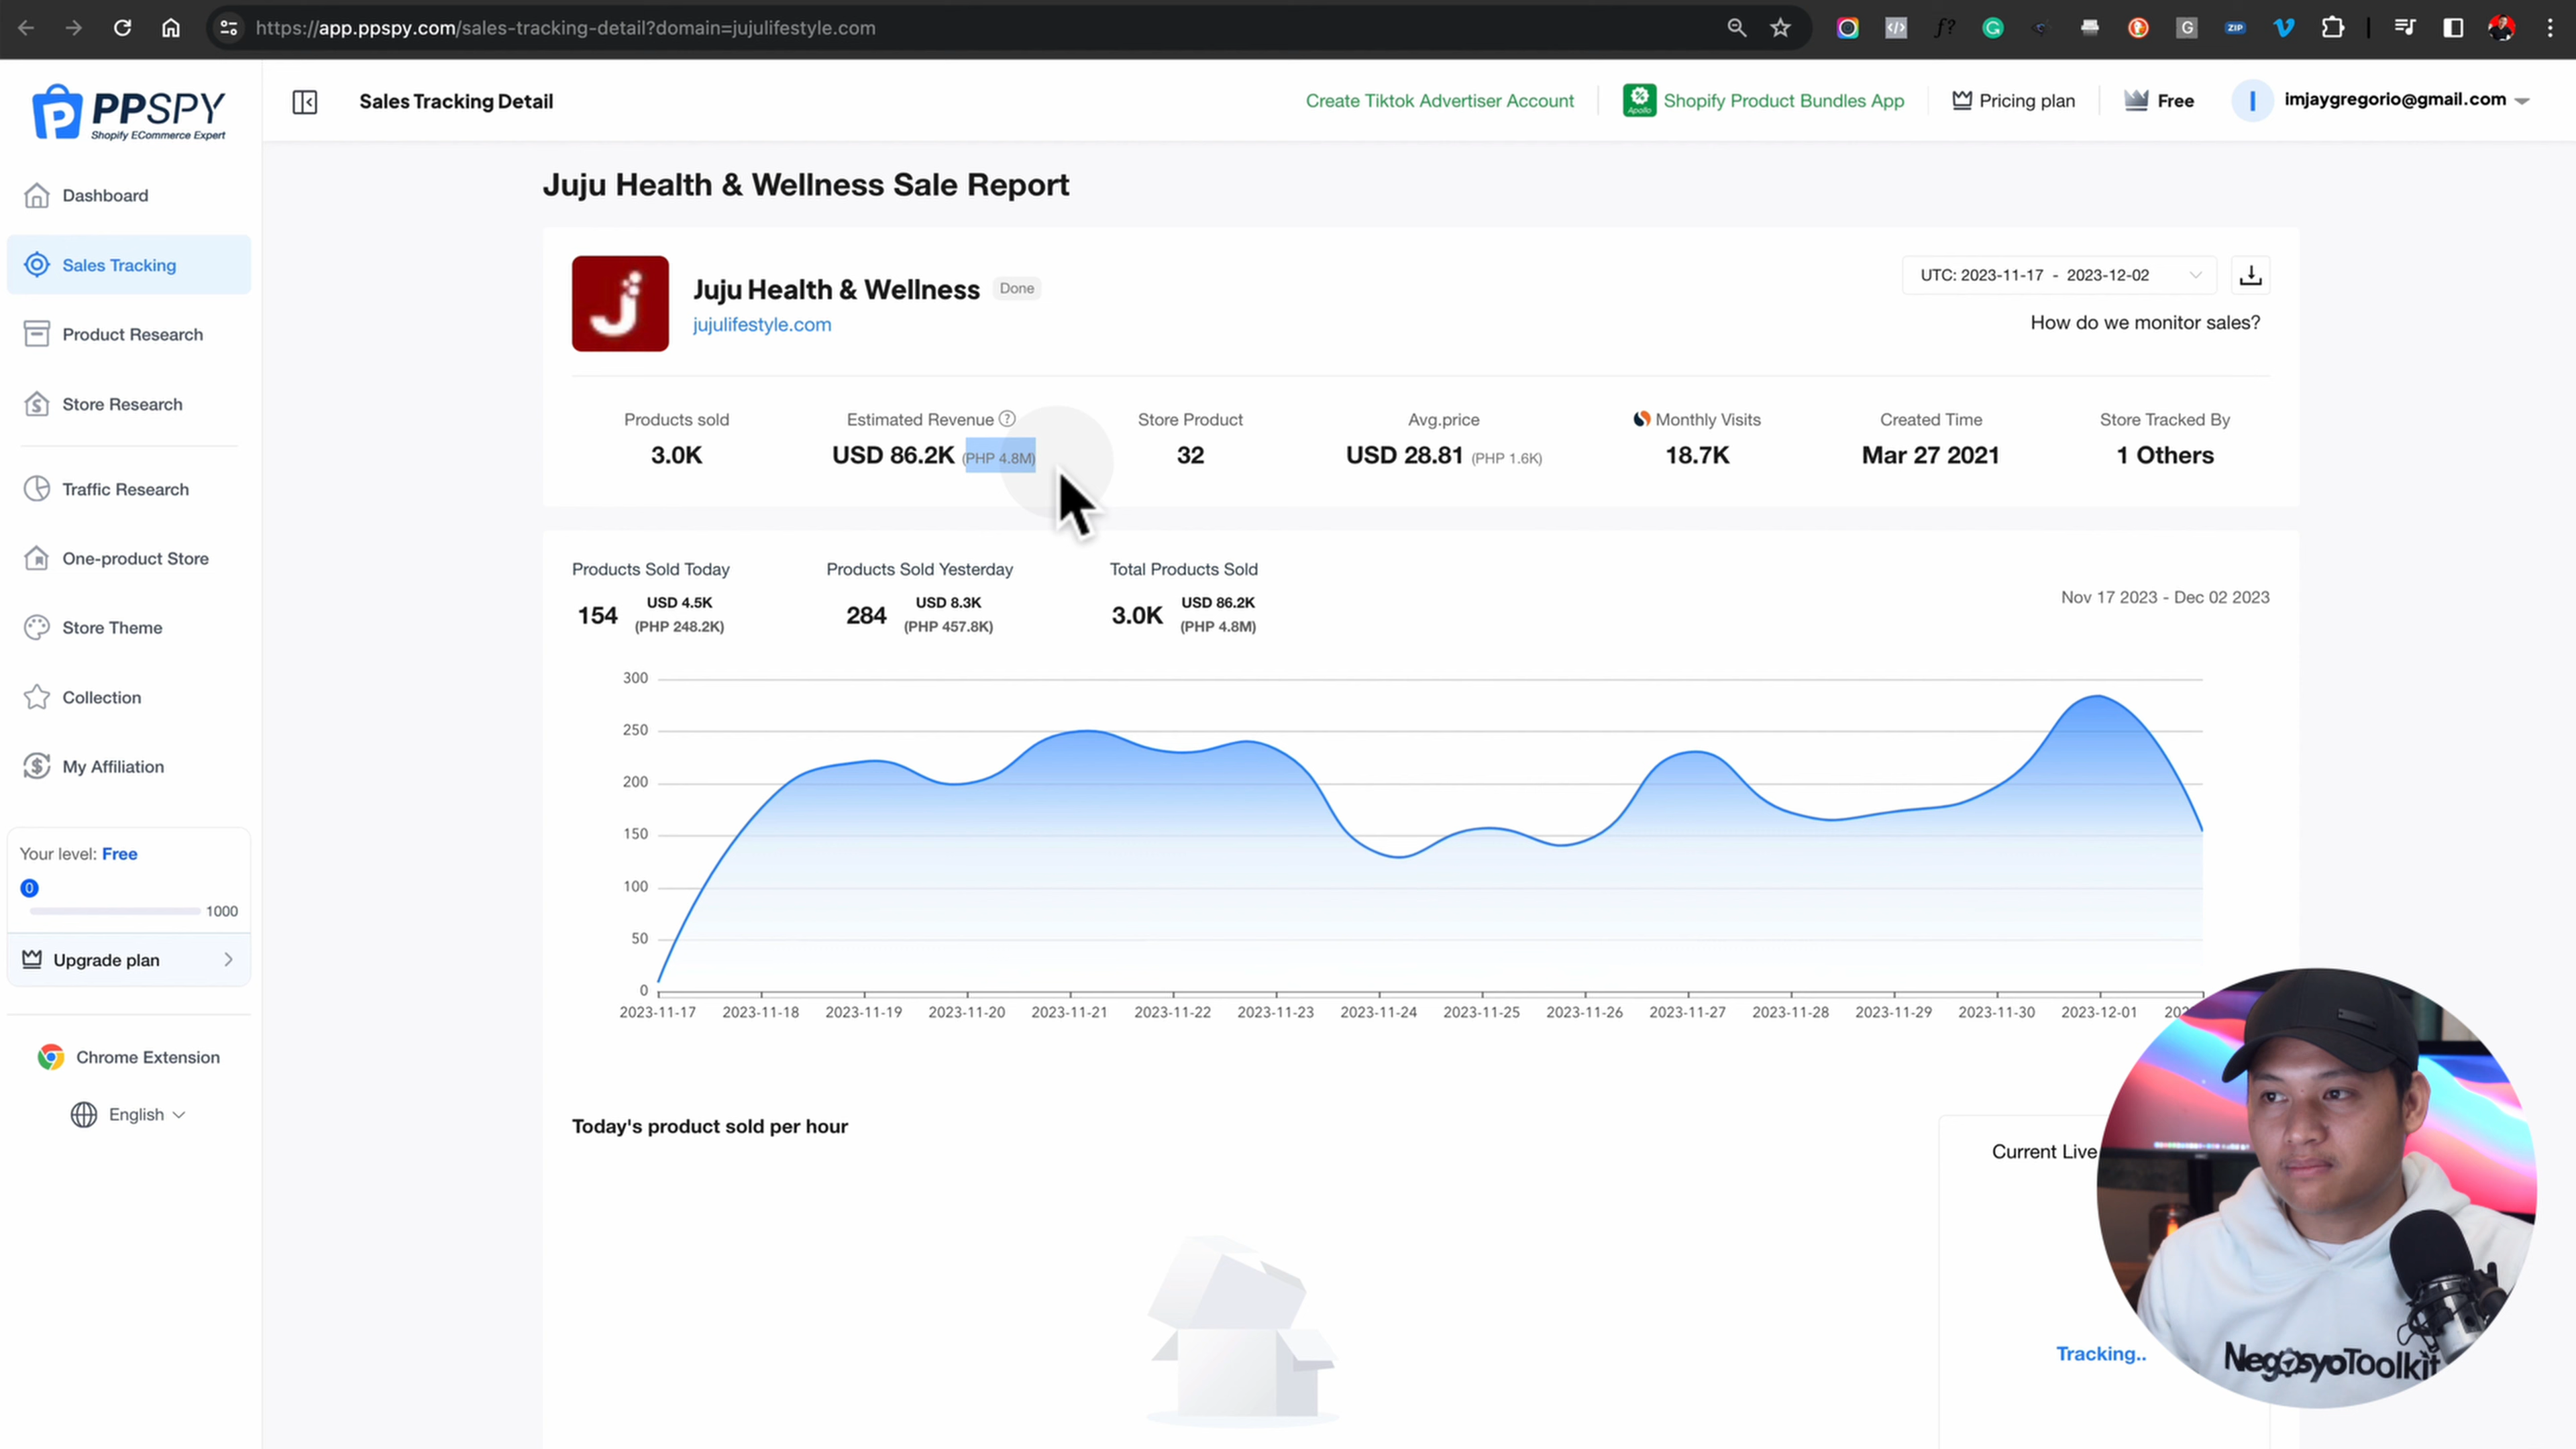 https://app.ppspy.com/sales-tracking-detail?domain=jujulifestyle.com
PPSPY
Shopify ECommerce Expert
Sales Tracking Detail
Create Tiktok Advertiser Account
Apollo
Shopify Product Bundles App
Pricing plan
Free
I
imjaygregorio@gmail.com
Dashboard
Sales Tracking
Product Research
Store Research
Traffic Research
One-product Store
Store Theme
Collection
My Affiliation
Your level: Free
0
1000
Upgrade plan
Chrome Extension
English
Juju Health & Wellness Sale Report
Juju Health & Wellness Done
jujulifestyle.com
UTC: 2023-11-17 - 2023-12-02
How do we monitor sales?
Products sold
3.0K
Estimated Revenue ?
USD 86.2K (PHP 4.8M)
Store Product
32
Avg.price
USD 28.81 (PHP 1.6K)
Monthly Visits
18.7K
Created Time
Mar 27 2021
Store Tracked By
1 Others
Products Sold Today
154 USD 4.5K
(PHP 248.2K)
Products Sold Yesterday
284 USD 8.3K
(PHP 457.8K)
Total Products Sold
3.0K USD 86.2K
(PHP 4.8M)
Nov 17 2023 - Dec 02 2023
300
250
200
150
100
50
0
2023-11-17 2023-11-18 2023-11-19 2023-11-20 2023-11-21 2023-11-22 2023-11-23 2023-11-24 2023-11-25 2023-11-26 2023-11-27 2023-11-28 2023-11-29 2023-11-30 2023-12-01 202
Today's product sold per hour
Current Live
Tracking..
NegosyoToolkit